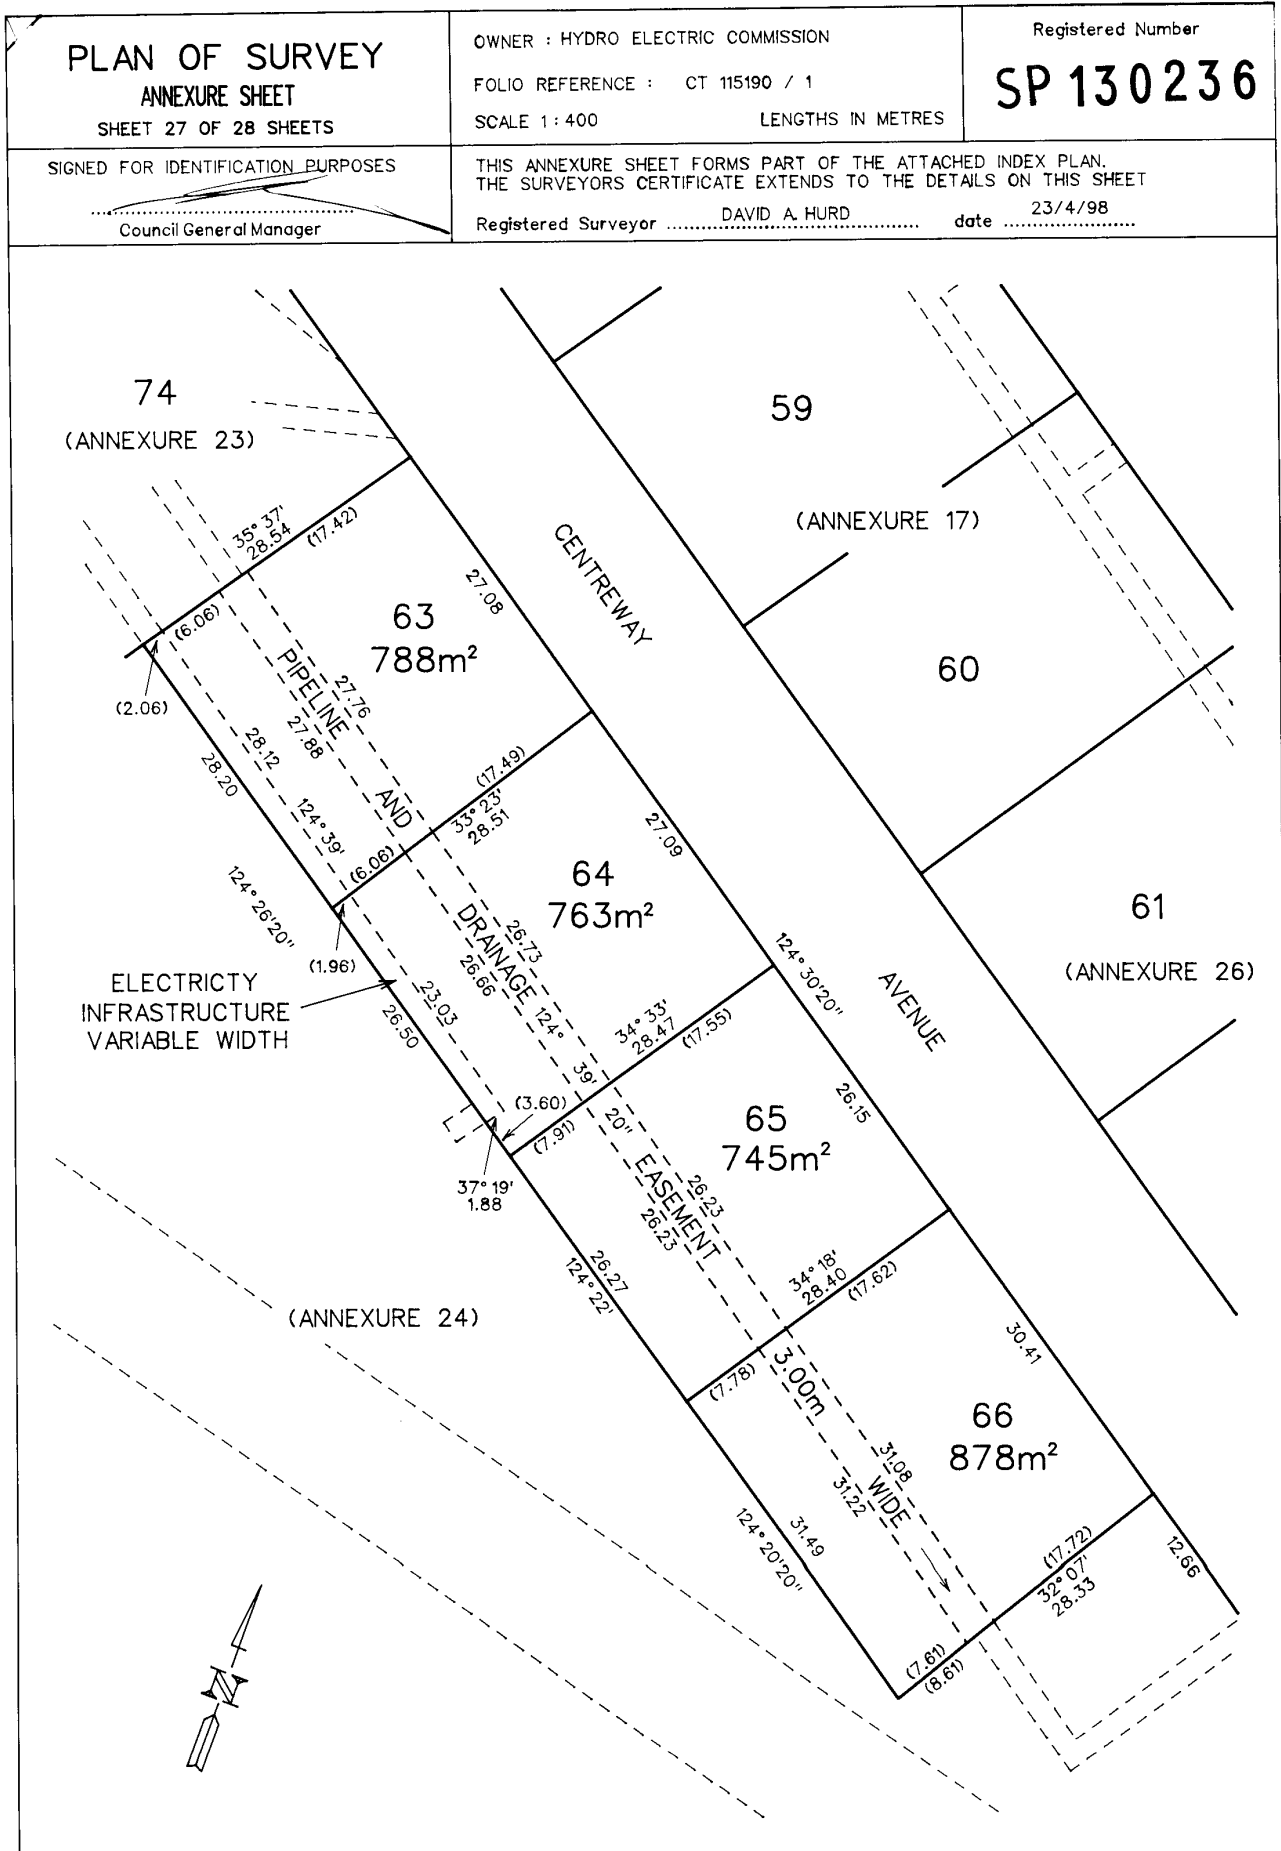 PLAN OF SURVEY
ANNEXURE SHEET
SHEET 27 OF 28 SHEETS
OWNER : HYDRO ELECTRIC COMMISSION
FOLIO REFERENCE : CT 115190 / 1
SCALE 1 : 400 LENGTHS IN METRES
Registered Number
SP 130236
SIGNED FOR IDENTIFICATION PURPOSES
Council General Manager
THIS ANNEXURE SHEET FORMS PART OF THE ATTACHED INDEX PLAN.
THE SURVEYORS CERTIFICATE EXTENDS TO THE DETAILS ON THIS SHEET
Registered Surveyor DAVID A. HURD date 23/4/98
74
(ANNEXURE 23)
59
(ANNEXURE 17)
35° 37'
28.54
(17.42)
CENTREWAY
27.08
(6.06)
63
788m²
60
(2.06)
PIPELINE
27.76
27.88
28.12
28.20
124° 39'
AND
(17.49)
33° 23'
28.51
27.09
(6.06)
64
763m²
61
(ANNEXURE 26)
124° 26'20"
(1.96)
DRAINAGE
26.73
26.66
124° 30'20"
AVENUE
ELECTRICTY
INFRASTRUCTURE
VARIABLE WIDTH
23.03
26.50
124°
39'
20"
34° 33'
28.47
(17.55)
26.15
(3.60)
(7.91)
65
745m²
37° 19'
1.88
EASEMENT
26.23
26.23
26.27
124° 22'
34° 18'
28.40
(17.62)
(ANNEXURE 24)
30.41
(7.78)
3.00m
66
878m²
31.08
31.22
WIDE
31.49
124° 20'20"
(17.72)
32° 07'
28.33
12.66
(7.61)
(8.61)
N